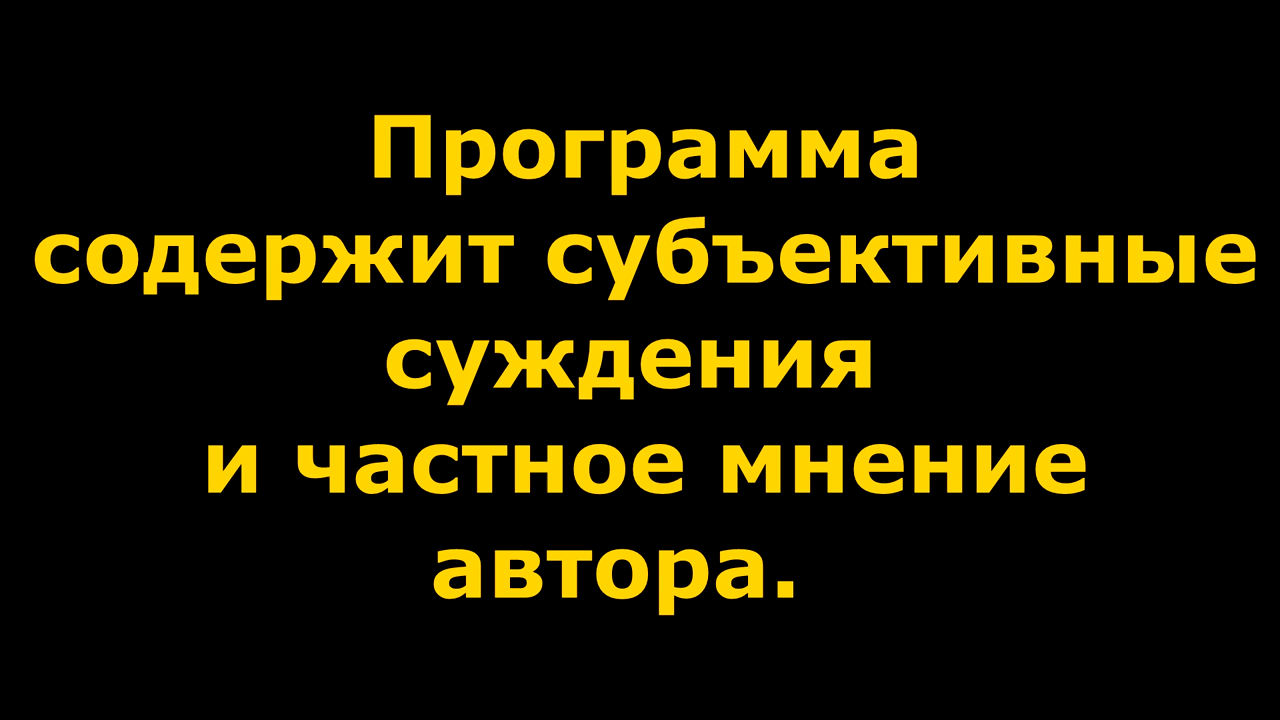 Программа
содержит субъективные
суждения
и частное мнение
автора.